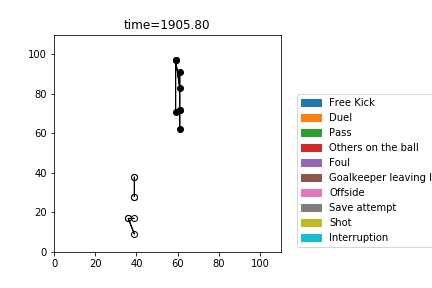 time=1905.80
100
80
60
40
20
0
0 20 40 60 80 100
Free Kick
Duel
Pass
Others on the ball
Foul
Goalkeeper leaving l
Offside
Save attempt
Shot
Interruption